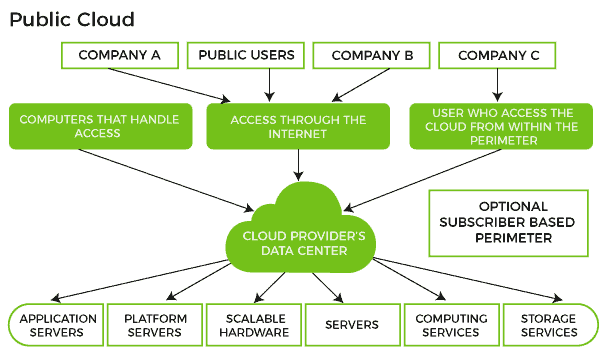 Public Cloud
COMPANY A
PUBLIC USERS
COMPANY B
COMPANY C
COMPUTERS THAT HANDLE
ACCESS
ACCESS THROUGH THE
INTERNET
USER WHO ACCESS THE
CLOUD FROM WITHIN THE
PERIMETER
CLOUD PROVIDER'S
DATA CENTER
OPTIONAL
SUBSCRIBER BASED
PERIMETER
APPLICATION
SERVERS
PLATFORM
SERVERS
SCALABLE
HARDWARE
SERVERS
COMPUTING
SERVICES
STORAGE
SERVICES